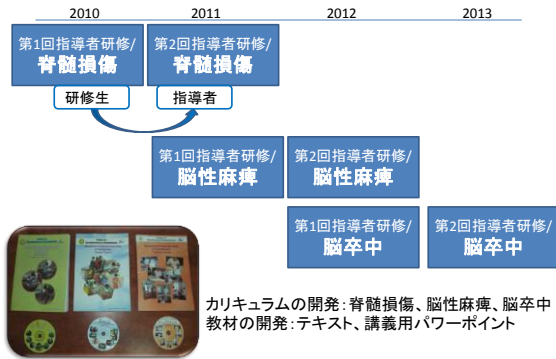 2010 2011 2012 2013
第1回指導者研修/ 第2回指導者研修/
脊髄損傷 脊髄損傷
研修生 指導者
第1回指導者研修/ 第2回指導者研修/
脳性麻痺 脳性麻痺
第1回指導者研修/ 第2回指導者研修/
脳卒中 脳卒中
カリキュラムの開発:脊髄損傷、脳性麻痺、脳卒中
教材の開発:テキスト、講義用パワーポイント